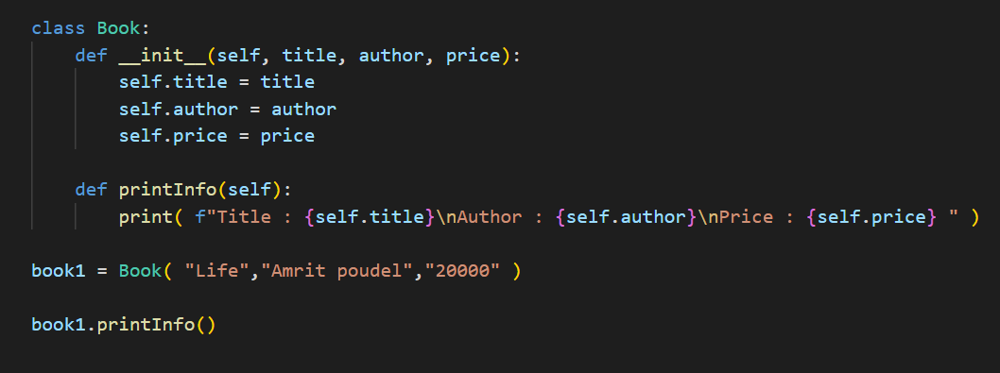 class Book:
    def __init__(self, title, author, price):
        self.title = title
        self.author = author
        self.price = price

    def printInfo(self):
        print( f"Title : {self.title}\nAuthor : {self.author}\nPrice : {self.price} " )

book1 = Book( "Life","Amrit poudel","20000" )

book1.printInfo()